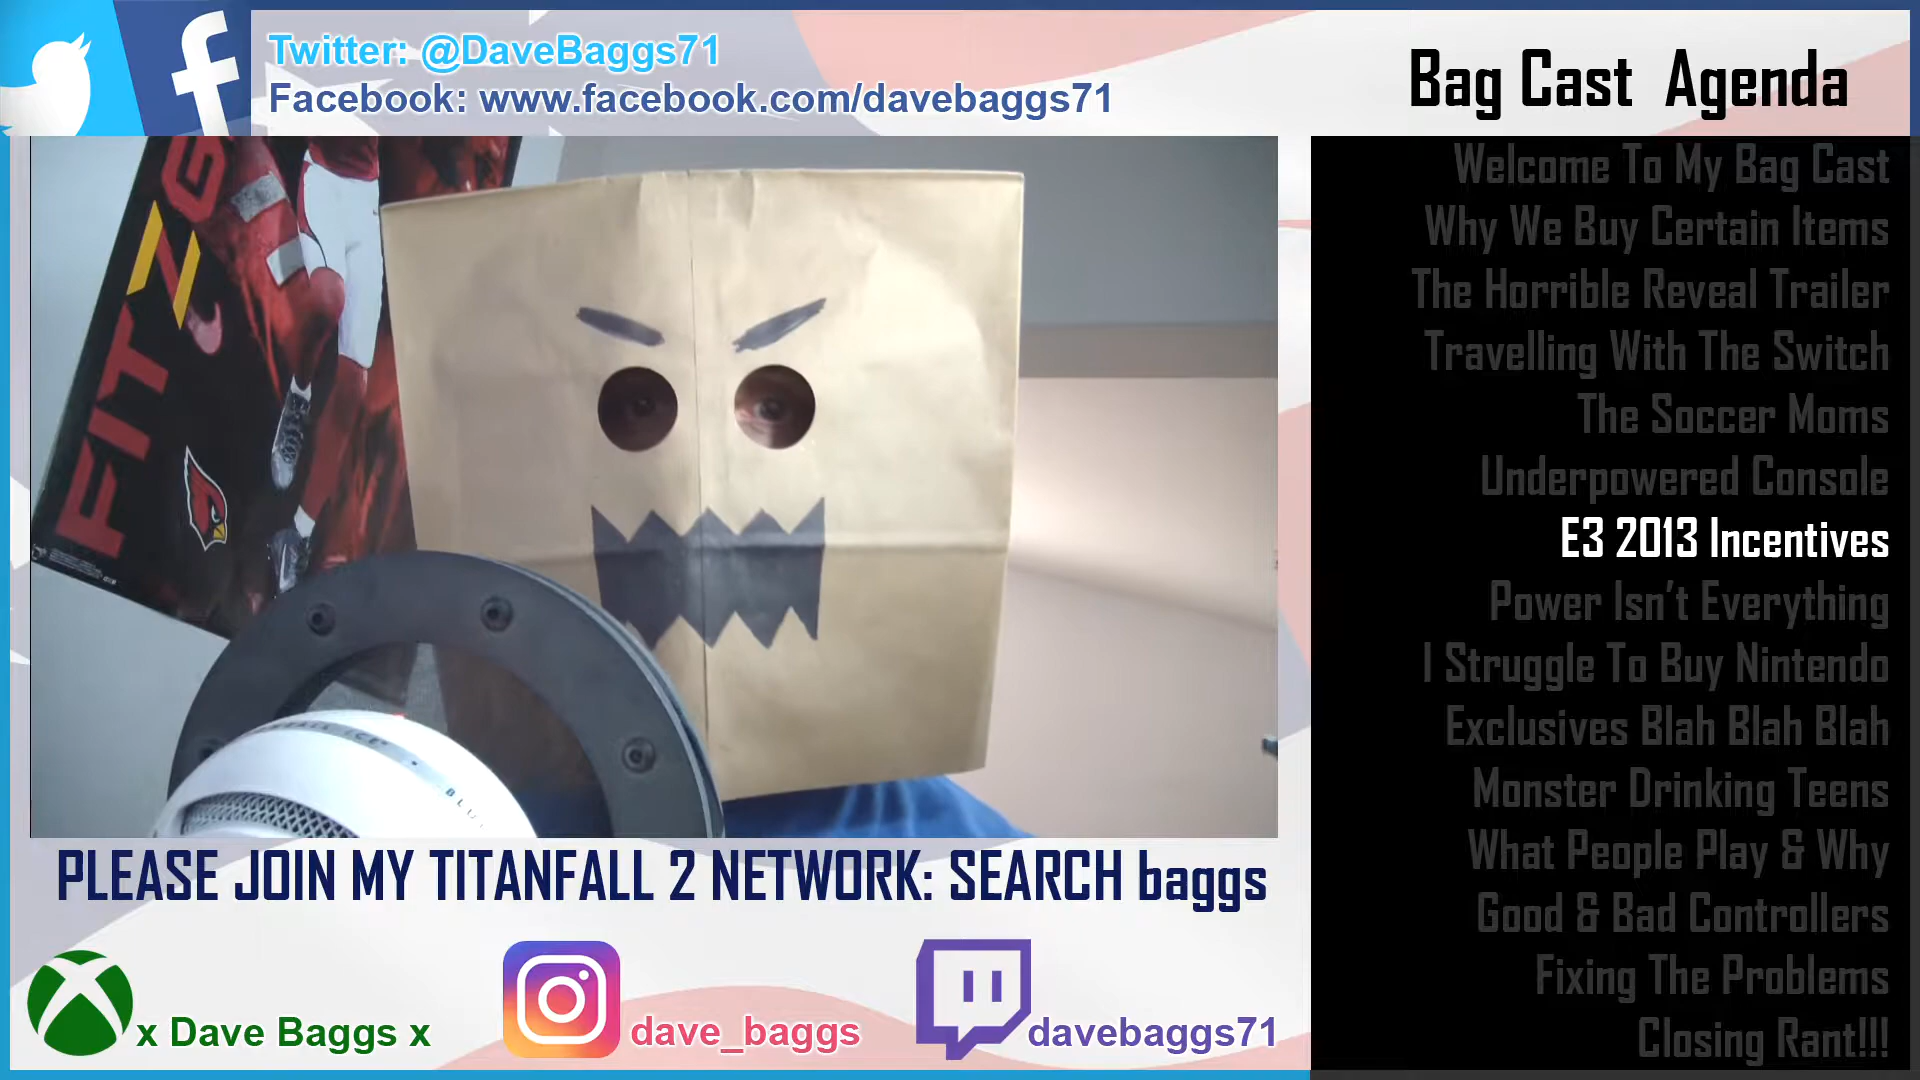 Twitter: @DaveBaggs71
Facebook: www.facebook.com/davebaggs71
Bag Cast Agenda
Welcome To My Bag Cast
Why We Buy Certain Items
The Horrible Reveal Trailer
Travelling With The Switch
The Soccer Moms
Underpowered Console
E3 2013 Incentives
Power Isn't Everything
I Struggle To Buy Nintendo
Exclusives Blah Blah Blah
Monster Drinking Teens
What People Play & Why
Good & Bad Controllers
Fixing The Problems
Closing Rant!!!
FITZG
ICE
BLU
PLEASE JOIN MY TITANFALL 2 NETWORK: SEARCH baggs
x Dave Baggs x
dave_baggs
davebaggs71